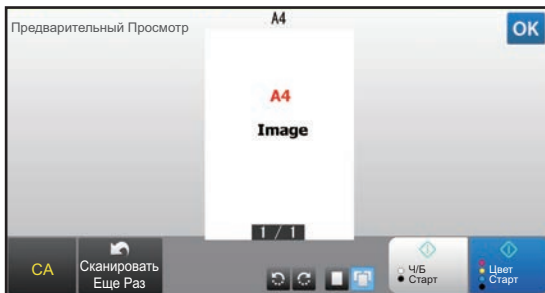 A4
Предварительный Просмотр
OK
A4
Image
1 / 1
CA
Сканировать
Еще Раз
Ч/Б
Старт
Цвет
Старт